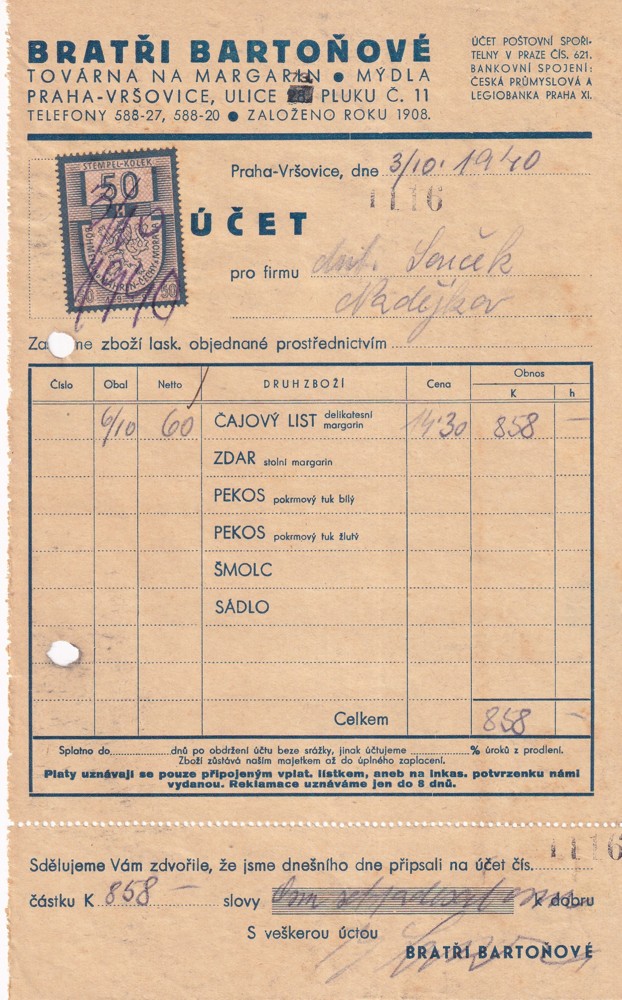 BRATŘI BARTOŇOVÉ
TOVÁRNA NA MARGARIN ● MÝDLA
PRAHA-VRŠOVICE, ULICE PLUKU Č. 11
TELEFONY 588-27, 588-20 ● ZALOŽENO ROKU 1908.
ÚČET POŠTOVNÍ SPOŘI-
TELNY V PRAZE ČÍS. 621.
BANKOVNÍ SPOJENÍ:
ČESKÁ PRŮMYSLOVÁ A
LEGIOBANKA PRAHA XI.
STEMPEL-KOLEK
50
Praha-Vršovice, dne 3/10. 1940
1116
ÚČET
pro firmu Souček
Nadějkov
zboží lask. objednané prostřednictvím
Číslo Obal Netto DRUH ZBOŽÍ Cena Obnos
K h
6/10 60 ČAJOVÝ LIST delikatesní margarin 14·30 858 —
ZDAR stolní margarin
PEKOS pokrmový tuk bílý
PEKOS pokrmový tuk žlutý
ŠMOLC
SÁDLO
Celkem 858 —
Splatno do dnů po obdržení účtu beze srážky, jinak účtujeme % úroků z prodlení.
Zboží zůstává naším majetkem až do úplného zaplacení.
Platy uznávají se pouze připojeným vplat. lístkem, aneb na inkas. potvrzenku námi
vydanou. Reklamace uznáváme jen do 8 dnů.
1116
Sdělujeme Vám zdvořile, že jsme dnešního dne připsali na účet čís.
částku K 858 — slovy K dobru
S veškerou úctou
BRATŘI BARTOŇOVÉ